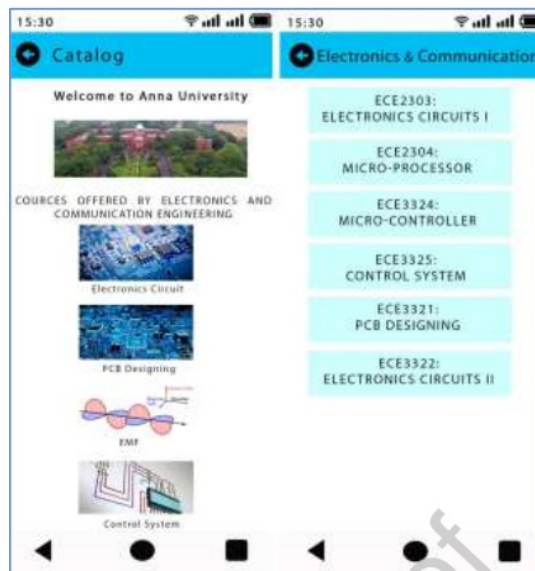 15:30
Catalog
Welcome to Anna University
COURCES OFFERED BY ELECTRONICS AND
COMMUNICATION ENGINEERING
Electronics Circuit
PCB Designing
EMF
Control System
15:30
Electronics & Communication
ECE2303:
ELECTRONICS CIRCUITS I
ECE2304:
MICRO-PROCESSOR
ECE3324:
MICRO-CONTROLLER
ECE3325:
CONTROL SYSTEM
ECE3321:
PCB DESIGNING
ECE3322:
ELECTRONICS CIRCUITS II